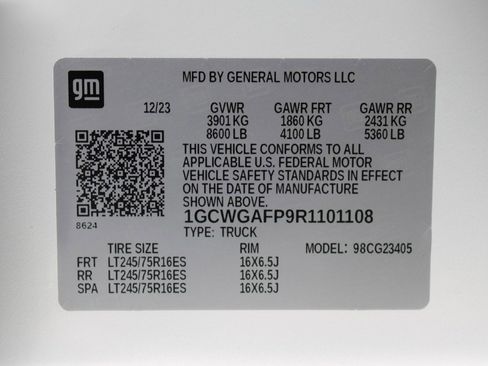 gm
MFD BY GENERAL MOTORS LLC
12/23 GVWR GAWR FRT GAWR RR
3901 KG 1860 KG 2431 KG
8600 LB 4100 LB 5360 LB
THIS VEHICLE CONFORMS TO ALL
APPLICABLE U.S. FEDERAL MOTOR
VEHICLE SAFETY STANDARDS IN EFFECT
ON THE DATE OF MANUFACTURE
SHOWN ABOVE.
1GCWGAFP9R1101108
8624
TYPE: TRUCK
TIRE SIZE RIM MODEL: 98CG23405
FRT LT245/75R16ES 16X6.5J
RR LT245/75R16ES 16X6.5J
SPA LT245/75R16ES 16X6.5J